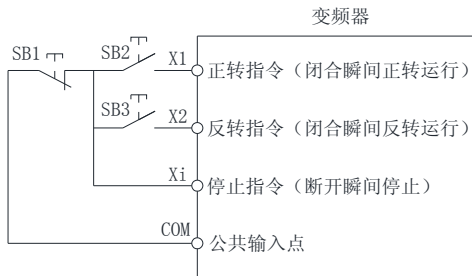 变频器
SB1
SB2
X1
正转指令（闭合瞬间正转运行）
SB3
X2
反转指令（闭合瞬间反转运行）
Xi
停止指令（断开瞬间停止）
COM
公共输入点